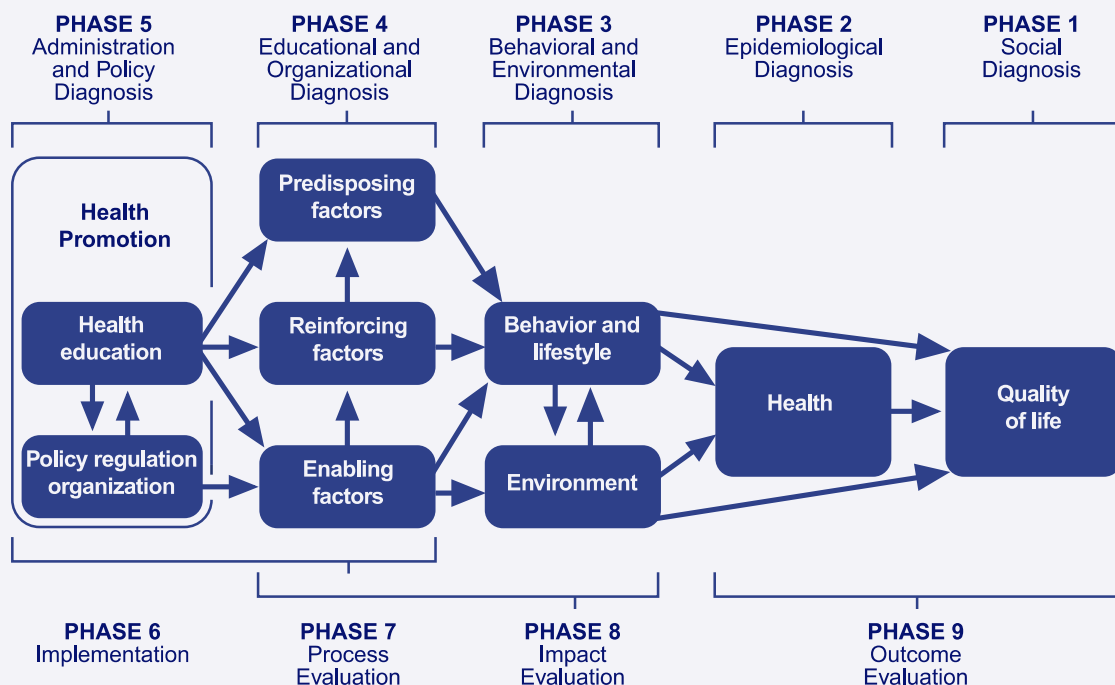 PHASE 5
Administration
and Policy
Diagnosis
PHASE 4
Educational and
Organizational
Diagnosis
PHASE 3
Behavioral and
Environmental
Diagnosis
PHASE 2
Epidemiological
Diagnosis
PHASE 1
Social
Diagnosis
Health
Promotion
Health
education
Policy regulation
organization
Predisposing
factors
Reinforcing
factors
Enabling
factors
Behavior and
lifestyle
Environment
Health
Quality
of life
PHASE 6
Implementation
PHASE 7
Process
Evaluation
PHASE 8
Impact
Evaluation
PHASE 9
Outcome
Evaluation